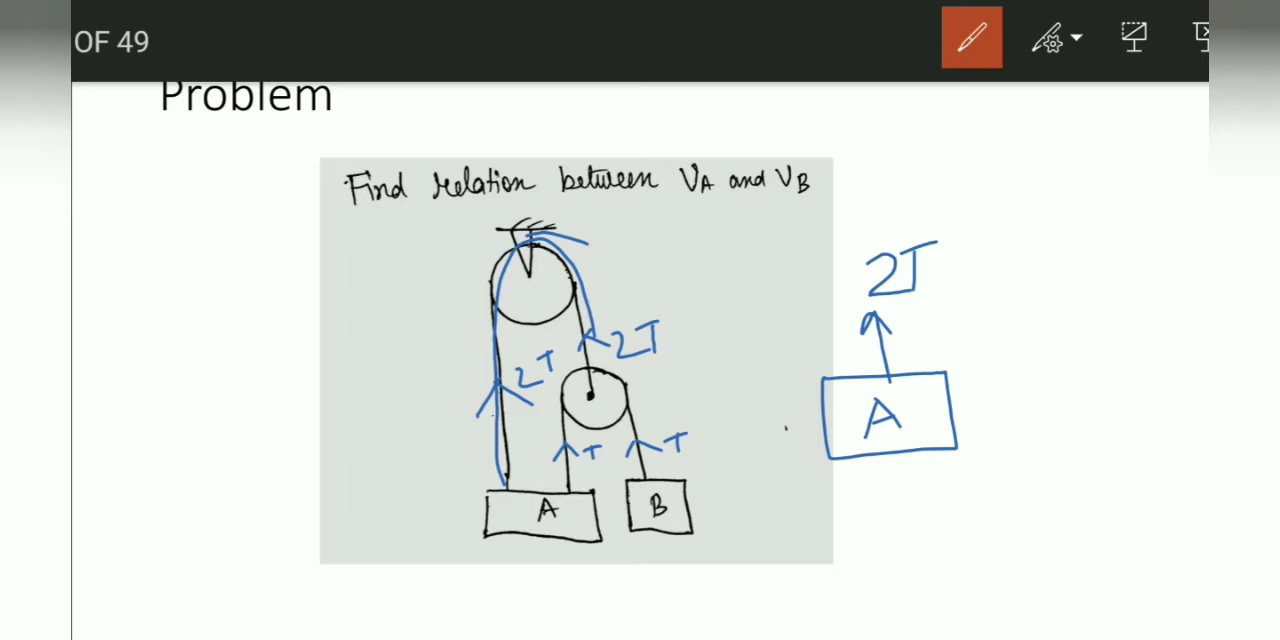 OF 49
Problem
Find relation between VA and VB
2T
2T
2T
T
T
A
B
A